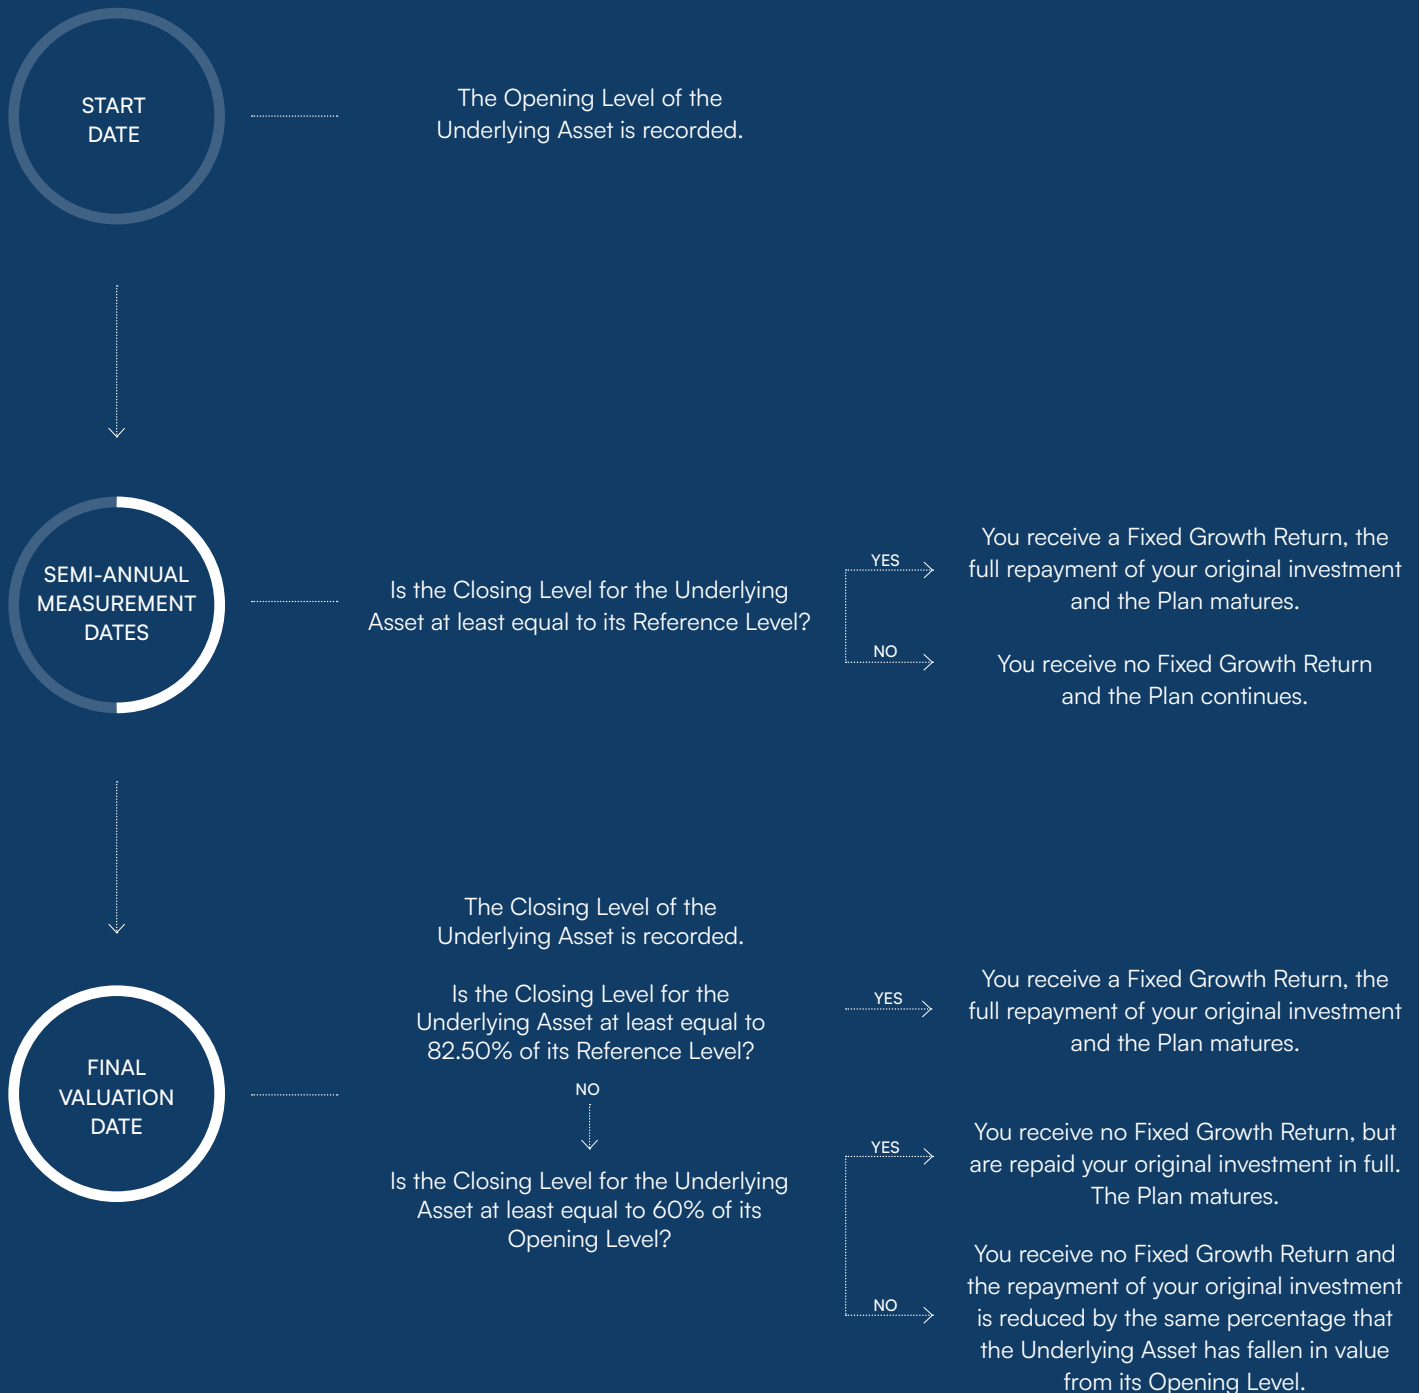 START
DATE
The Opening Level of the
Underlying Asset is recorded.
SEMI-ANNUAL
MEASUREMENT
DATES
Is the Closing Level for the Underlying
Asset at least equal to its Reference Level?
YES
You receive a Fixed Growth Return, the
full repayment of your original investment
and the Plan matures.
NO
You receive no Fixed Growth Return
and the Plan continues.
FINAL
VALUATION
DATE
The Closing Level of the
Underlying Asset is recorded.
Is the Closing Level for the
Underlying Asset at least equal to
82.50% of its Reference Level?
YES
You receive a Fixed Growth Return, the
full repayment of your original investment
and the Plan matures.
NO
Is the Closing Level for the Underlying
Asset at least equal to 60% of its
Opening Level?
YES
You receive no Fixed Growth Return, but
are repaid your original investment in full.
The Plan matures.
NO
You receive no Fixed Growth Return and
the repayment of your original investment
is reduced by the same percentage that
the Underlying Asset has fallen in value
from its Opening Level.